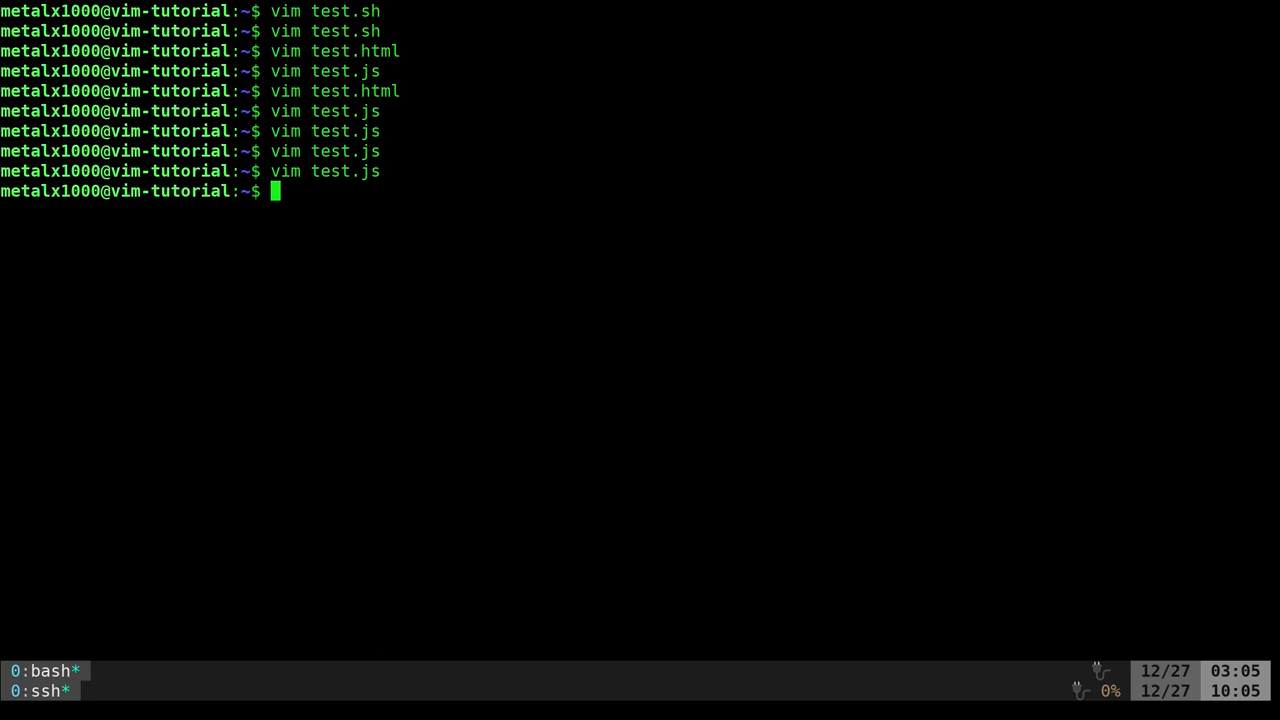 metalx1000@vim-tutorial:~$ vim test.sh
metalx1000@vim-tutorial:~$ vim test.sh
metalx1000@vim-tutorial:~$ vim test.html
metalx1000@vim-tutorial:~$ vim test.js
metalx1000@vim-tutorial:~$ vim test.html
metalx1000@vim-tutorial:~$ vim test.js
metalx1000@vim-tutorial:~$ vim test.js
metalx1000@vim-tutorial:~$ vim test.js
metalx1000@vim-tutorial:~$ vim test.js
metalx1000@vim-tutorial:~$
0:bash* 12/27 03:05
0:ssh* 0% 12/27 10:05